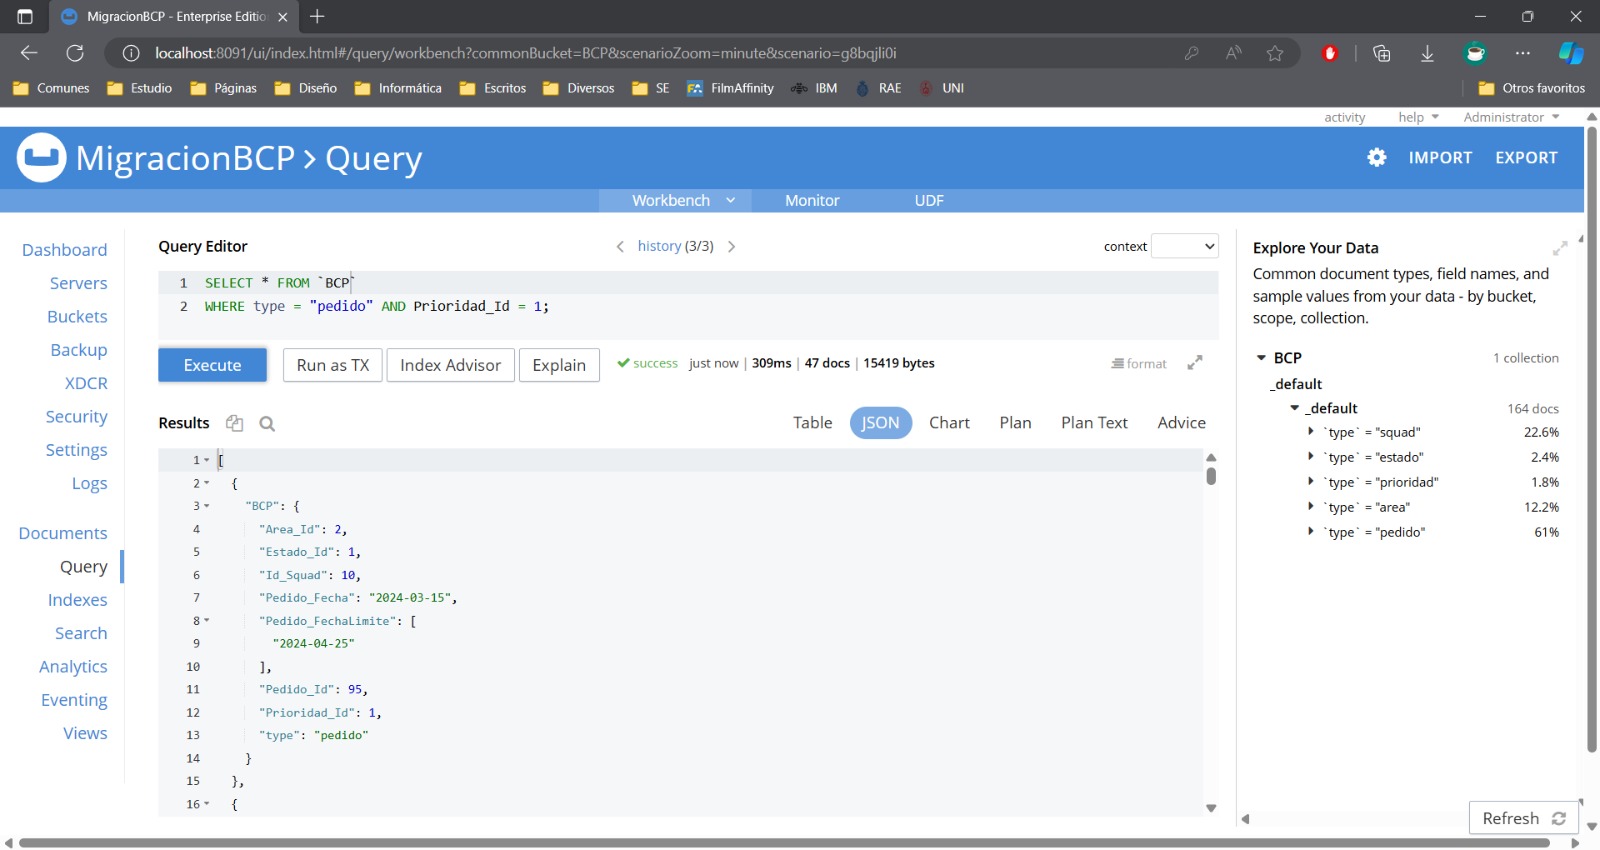 MigracionBCP - Enterprise Editio
localhost:8091/ui/index.html#/query/workbench?commonBucket=BCP&scenarioZoom=minute&scenario=g8bqjli0i
Comunes Estudio Páginas Diseño Informática Escritos Diversos SE FilmAffinity IBM RAE UNI Otros favoritos
activity help Administrator
MigracionBCP > Query
IMPORT EXPORT
Workbench Monitor UDF
Dashboard
Servers
Buckets
Backup
XDCR
Security
Settings
Logs
Documents
Query
Indexes
Search
Analytics
Eventing
Views
Query Editor
history (3/3)
context
1 SELECT * FROM `BCP`
2 WHERE type = "pedido" AND Prioridad_Id = 1;
Execute Run as TX Index Advisor Explain
success just now | 309ms | 47 docs | 15419 bytes
format
Results
Table JSON Chart Plan Plan Text Advice
1 [
2 {
3 "BCP": {
4 "Area_Id": 2,
5 "Estado_Id": 1,
6 "Id_Squad": 10,
7 "Pedido_Fecha": "2024-03-15",
8 "Pedido_FechaLimite": [
9 "2024-04-25"
10 ],
11 "Pedido_Id": 95,
12 "Prioridad_Id": 1,
13 "type": "pedido"
14 }
15 },
16 {
Explore Your Data
Common document types, field names, and
sample values from your data - by bucket,
scope, collection.
BCP 1 collection
_default
_default 164 docs
`type` = "squad" 22.6%
`type` = "estado" 2.4%
`type` = "prioridad" 1.8%
`type` = "area" 12.2%
`type` = "pedido" 61%
Refresh